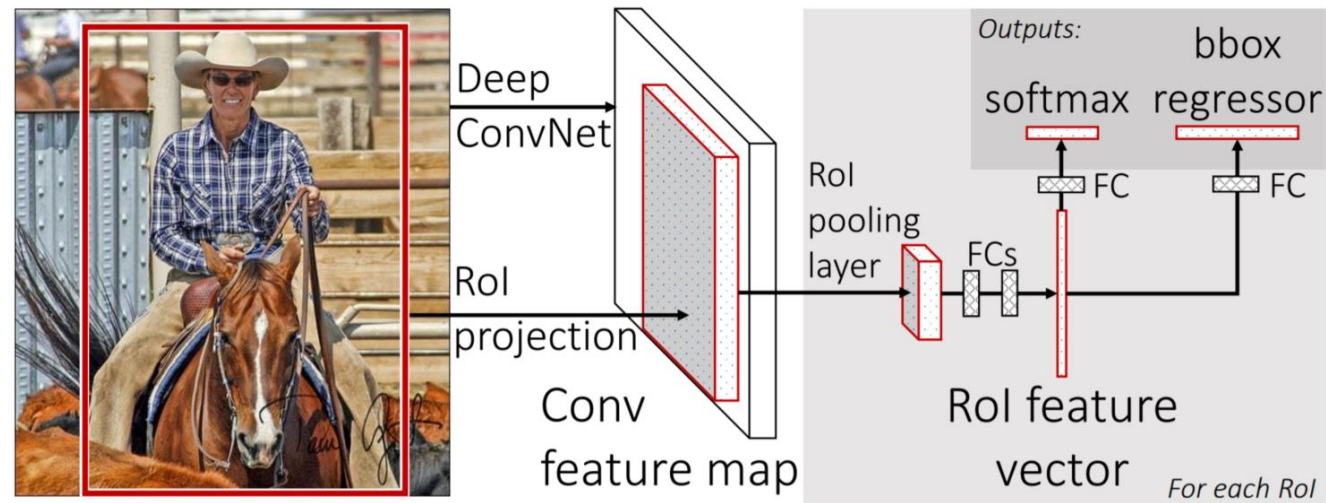 Deep
ConvNet
RoI
projection
Conv
feature map
RoI
pooling
layer
FCs
RoI feature
vector
For each RoI
Outputs:
softmax
bbox
regressor
FC
FC